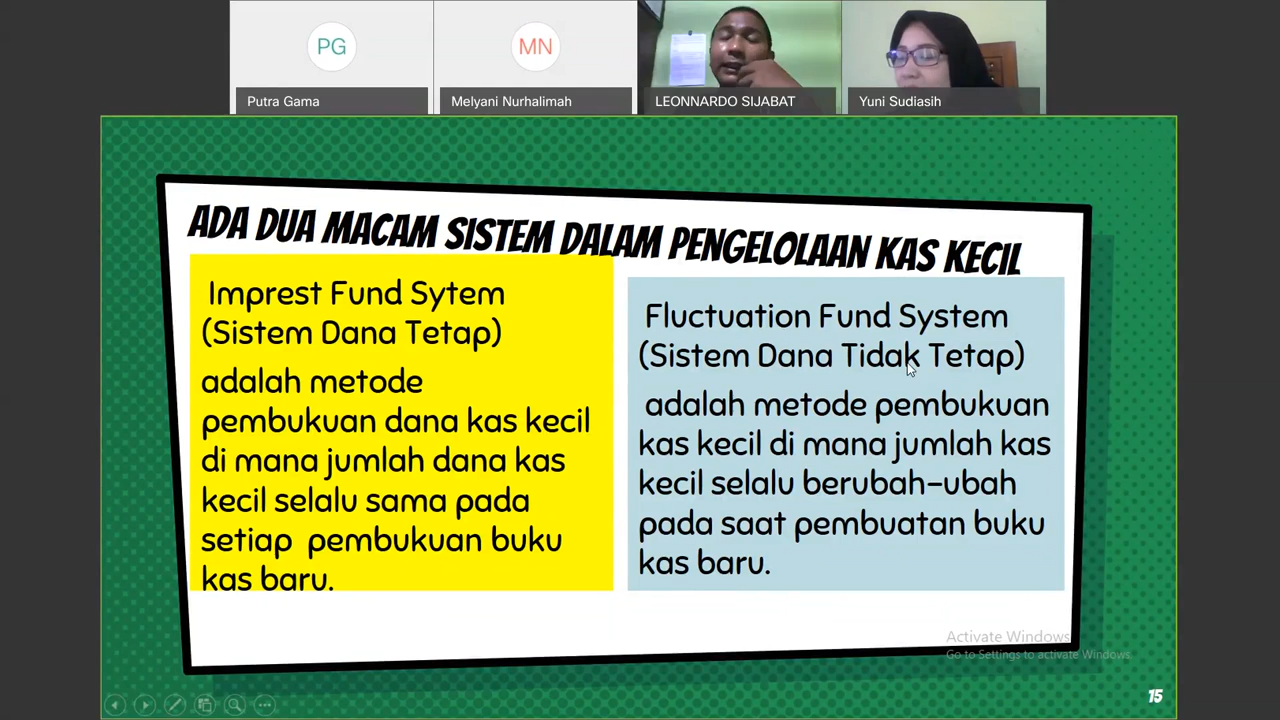 PG
MN
Putra Gama
Melyani Nurhalimah
LEONNARDO SIJABAT
Yuni Sudiasih
ADA DUA MACAM SISTEM DALAM PENGELOLAAN KAS KECIL
Imprest Fund Sytem
(Sistem Dana Tetap)
adalah metode
pembukuan dana kas kecil
di mana jumlah dana kas
kecil selalu sama pada
setiap pembukuan buku
kas baru.
Fluctuation Fund System
(Sistem Dana Tidak Tetap)
adalah metode pembukuan
kas kecil di mana jumlah kas
kecil selalu berubah-ubah
pada saat pembuatan buku
kas baru.
Activate Windows
Go to Settings to activate Windows.
15